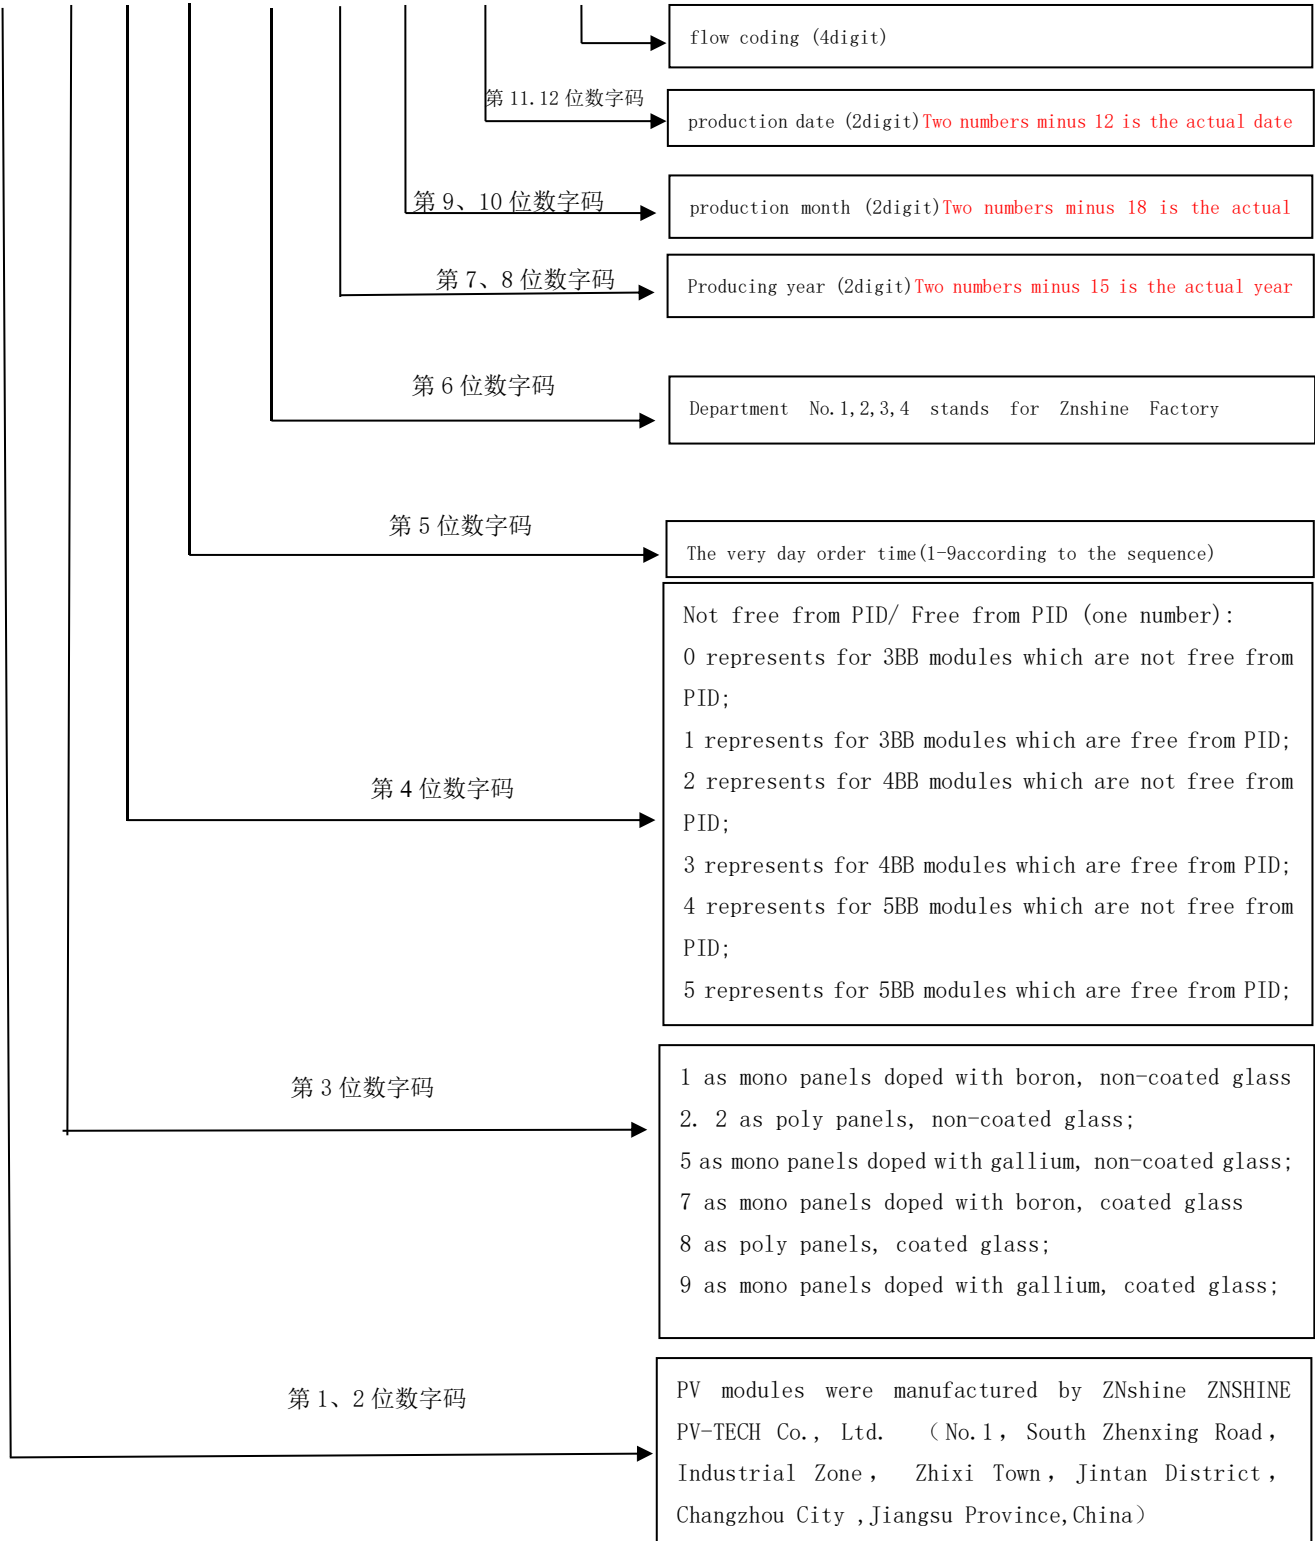 flow coding (4digit)
第 11.12 位数字码
production date (2digit)Two numbers minus 12 is the actual date
第 9、10 位数字码
production month (2digit)Two numbers minus 18 is the actual
第 7、8 位数字码
Producing year (2digit)Two numbers minus 15 is the actual year
第 6 位数字码
Department No.1,2,3,4 stands for Znshine Factory
第 5 位数字码
The very day order time(1-9according to the sequence)
Not free from PID/ Free from PID (one number):
0 represents for 3BB modules which are not free from
PID;
1 represents for 3BB modules which are free from PID;
2 represents for 4BB modules which are not free from
PID;
3 represents for 4BB modules which are free from PID;
4 represents for 5BB modules which are not free from
PID;
5 represents for 5BB modules which are free from PID;
第 4 位数字码
第 3 位数字码
1 as mono panels doped with boron, non-coated glass
2. 2 as poly panels, non-coated glass;
5 as mono panels doped with gallium, non-coated glass;
7 as mono panels doped with boron, coated glass
8 as poly panels, coated glass;
9 as mono panels doped with gallium, coated glass;
第 1、2 位数字码
PV modules were manufactured by ZNshine ZNSHINE
PV-TECH Co., Ltd. （No.1, South Zhenxing Road,
Industrial Zone, Zhixi Town, Jintan District,
Changzhou City ,Jiangsu Province,China）